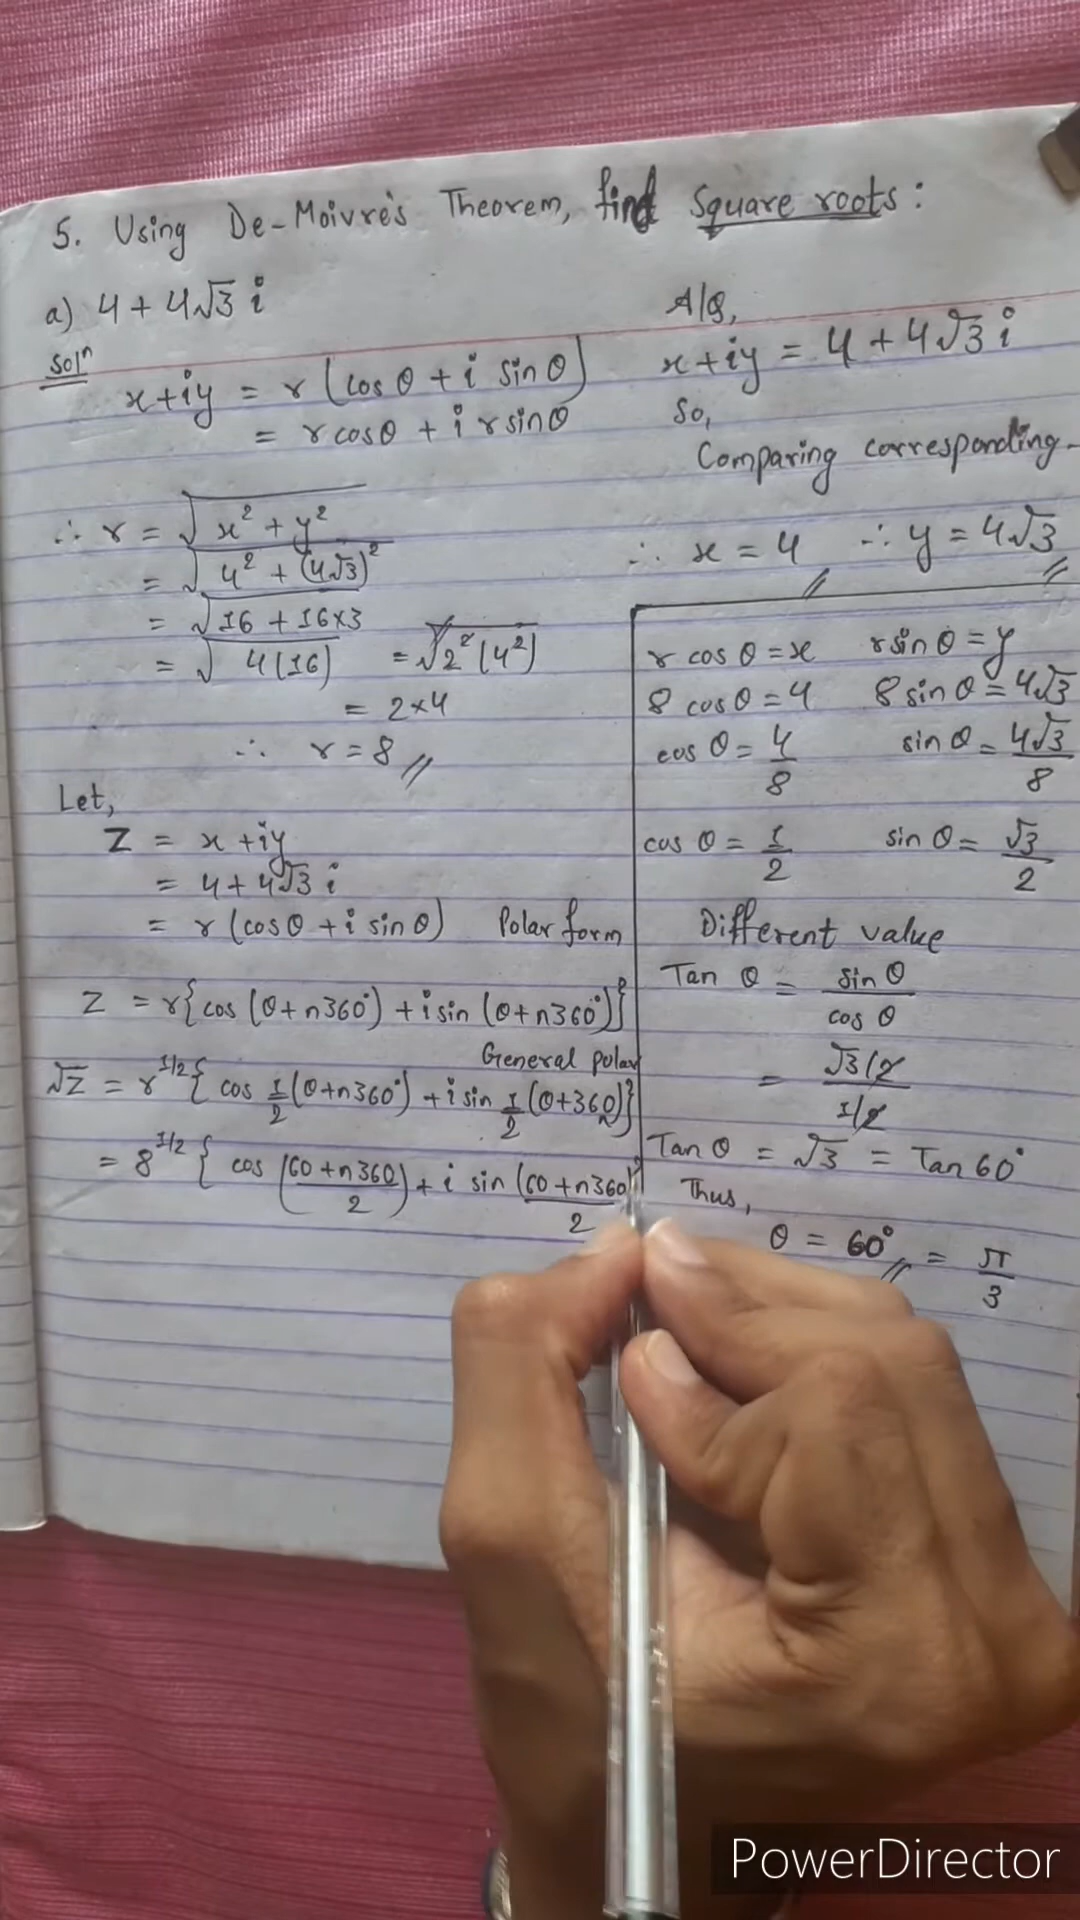 5. Using De-Moivre's Theorem, find Square roots :
a) 4 + 4√3 i
Solⁿ
x+iy = r (cos θ + i sin θ)
= r cos θ + i r sin θ
∴ r = √x² + y²
= √4² + (4√3)²
= √16 + 16×3
= √4(16) = √2² (4²)
= 2×4
∴ r = 8 //
Let,
Z = x + iy
= 4 + 4√3 i
= r (cos θ + i sin θ) Polar form
Z = r{cos (θ+n360°) + i sin (θ+n360°)}
General polar
√Z = r^1/2 { cos 1/2 (θ+n360°) + i sin 1/2 (θ+360n)}
= 8^1/2 { cos (60+n360/2) + i sin (60+n360/2
A/Q,
x+iy = 4 + 4√3 i
So,
Comparing corresponding-
∴ x = 4 // ∴ y = 4√3 //
r cos θ = x r sin θ = y
8 cos θ = 4 8 sin θ = 4√3
cos θ = 4/8 sin θ = 4√3/8
cos θ = 1/2 sin θ = √3/2
Different value
Tan θ = sin θ/cos θ
= √3/2 / 1/2
Tan θ = √3 = Tan 60°
Thus,
θ = 60° // = π/3
PowerDirector